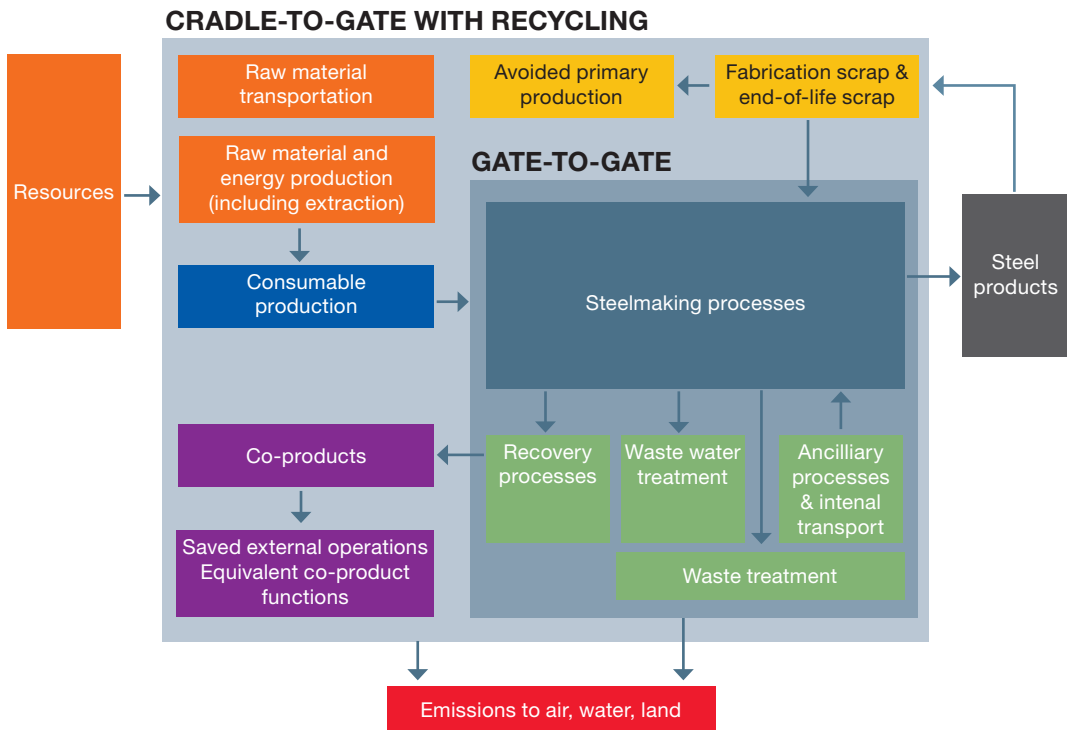 CRADLE-TO-GATE WITH RECYCLING
Resources
Raw material
transportation
Raw material and
energy production
(including extraction)
Consumable
production
Avoided primary
production
Fabrication scrap &
end-of-life scrap
GATE-TO-GATE
Steelmaking processes
Steel
products
Co-products
Saved external operations
Equivalent co-product
functions
Recovery
processes
Waste water
treatment
Ancilliary
processes
& intenal
transport
Waste treatment
Emissions to air, water, land